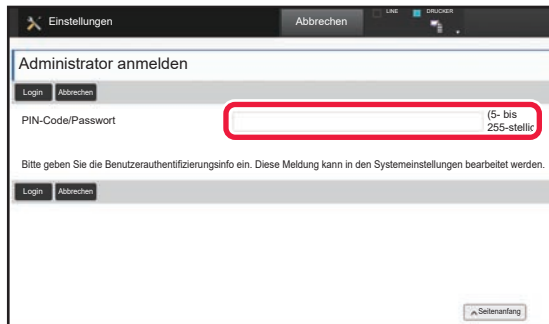 Einstellungen Abbrechen LINE DRUCKER
Administrator anmelden
Login Abbrechen
PIN-Code/Passwort (5- bis
255-stellig
Bitte geben Sie die Benutzerauthentifizierungsinfo ein. Diese Meldung kann in den Systemeinstellungen bearbeitet werden.
Login Abbrechen
Seitenanfang